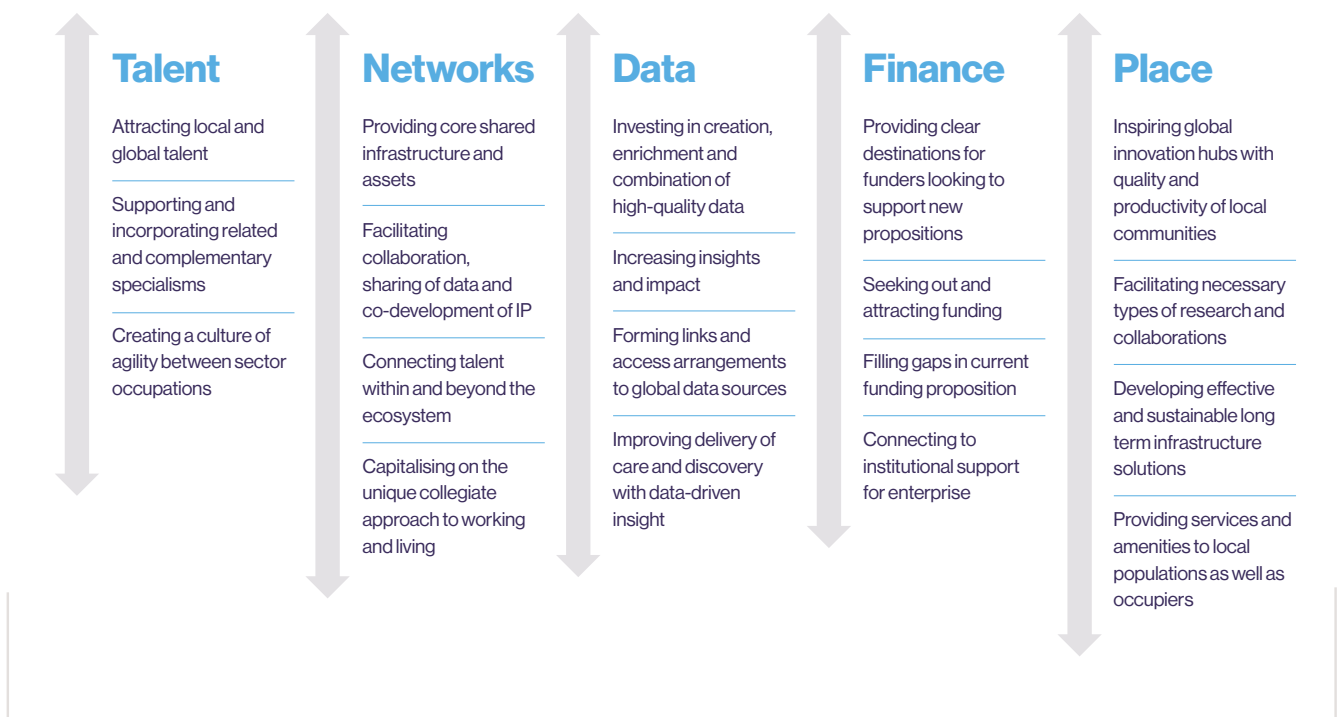 Talent
Attracting local and
global talent
Supporting and
incorporating related
and complementary
specialisms
Creating a culture of
agility between sector
occupations
Networks
Providing core shared
infrastructure and
assets
Facilitating
collaboration,
sharing of data and
co-development of IP
Connecting talent
within and beyond the
ecosystem
Capitalising on the
unique collegiate
approach to working
and living
Data
Investing in creation,
enrichment and
combination of
high-quality data
Increasing insights
and impact
Forming links and
access arrangements
to global data sources
Improving delivery of
care and discovery
with data-driven
insight
Finance
Providing clear
destinations for
funders looking to
support new
propositions
Seeking out and
attracting funding
Filling gaps in current
funding proposition
Connecting to
institutional support
for enterprise
Place
Inspiring global
innovation hubs with
quality and
productivity of local
communities
Facilitating necessary
types of research and
collaborations
Developing effective
and sustainable long
term infrastructure
solutions
Providing services and
amenities to local
populations as well as
occupiers